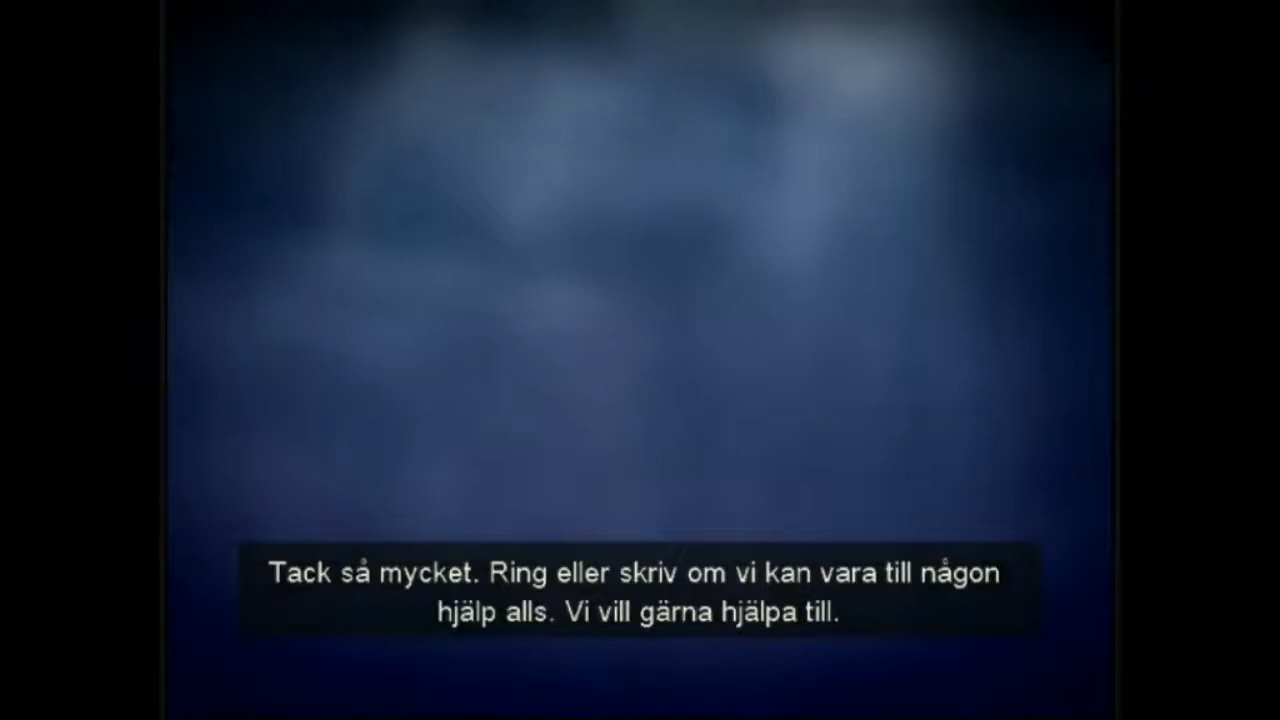 Tack så mycket. Ring eller skriv om vi kan vara till någon
hjälp alls. Vi vill gärna hjälpa till.